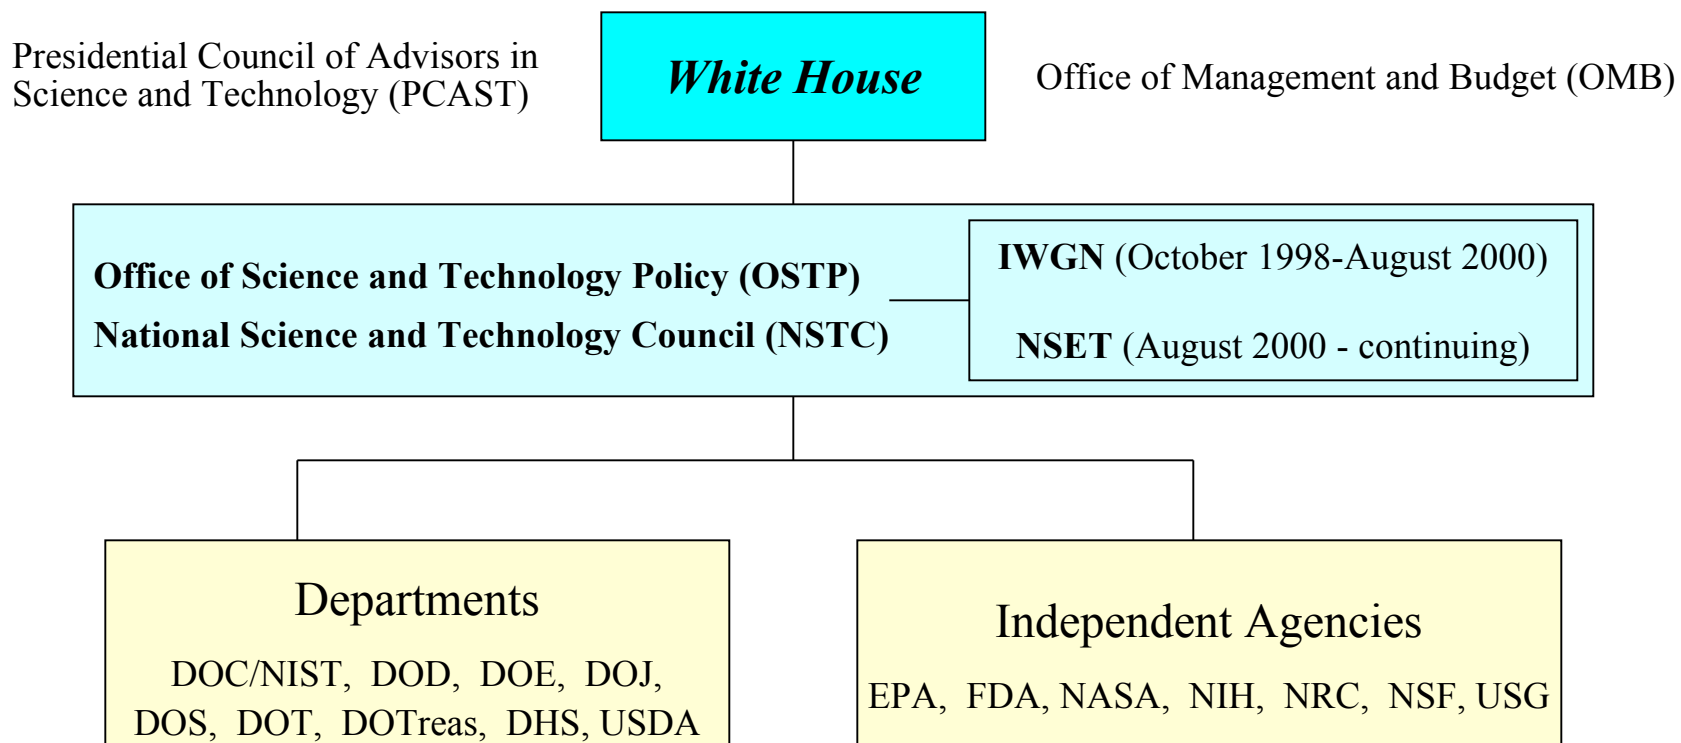 Presidential Council of Advisors in
Science and Technology (PCAST)
White House
Office of Management and Budget (OMB)
Office of Science and Technology Policy (OSTP)
National Science and Technology Council (NSTC)
IWGN (October 1998-August 2000)
NSET (August 2000 - continuing)
Departments
DOC/NIST, DOD, DOE, DOJ,
DOS, DOT, DOTreas, DHS, USDA
Independent Agencies
EPA, FDA, NASA, NIH, NRC, NSF, USG